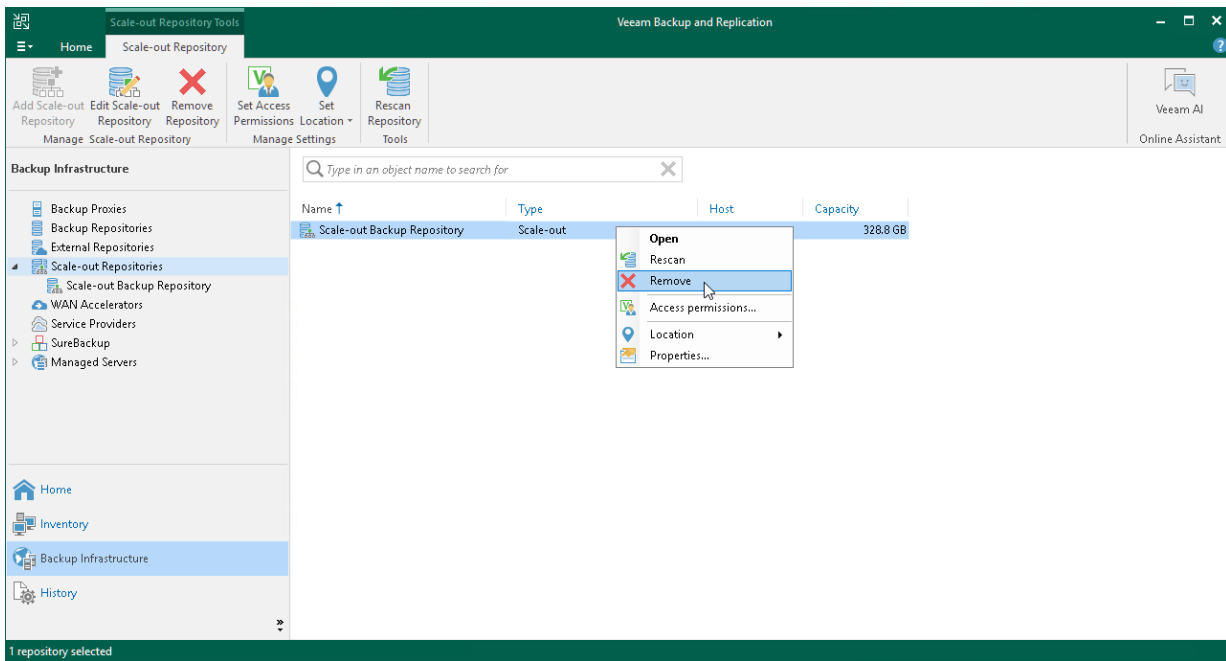 Scale-out Repository Tools
Veeam Backup and Replication
Home
Scale-out Repository
Add Scale-out Repository
Edit Scale-out Repository
Remove Repository
Manage Scale-out Repository
Set Access Permissions
Set Location
Manage Settings
Rescan Repository
Tools
Veeam AI
Online Assistant
Backup Infrastructure
Backup Proxies
Backup Repositories
External Repositories
Scale-out Repositories
Scale-out Backup Repository
WAN Accelerators
Service Providers
SureBackup
Managed Servers
Home
Inventory
Backup Infrastructure
History
Type in an object name to search for
Name Type Host Capacity
Scale-out Backup Repository Scale-out 328.8 GB
Open
Rescan
Remove
Access permissions...
Location
Properties...
1 repository selected